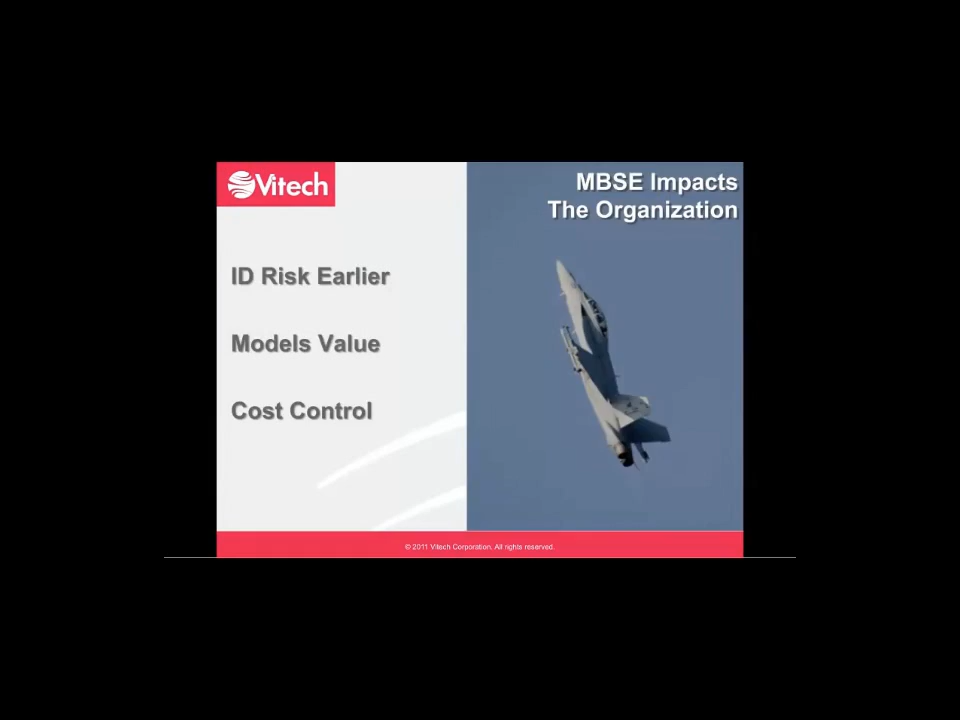 Vitech
MBSE Impacts
The Organization
ID Risk Earlier
Models Value
Cost Control
© 2011 Vitech Corporation. All rights reserved.